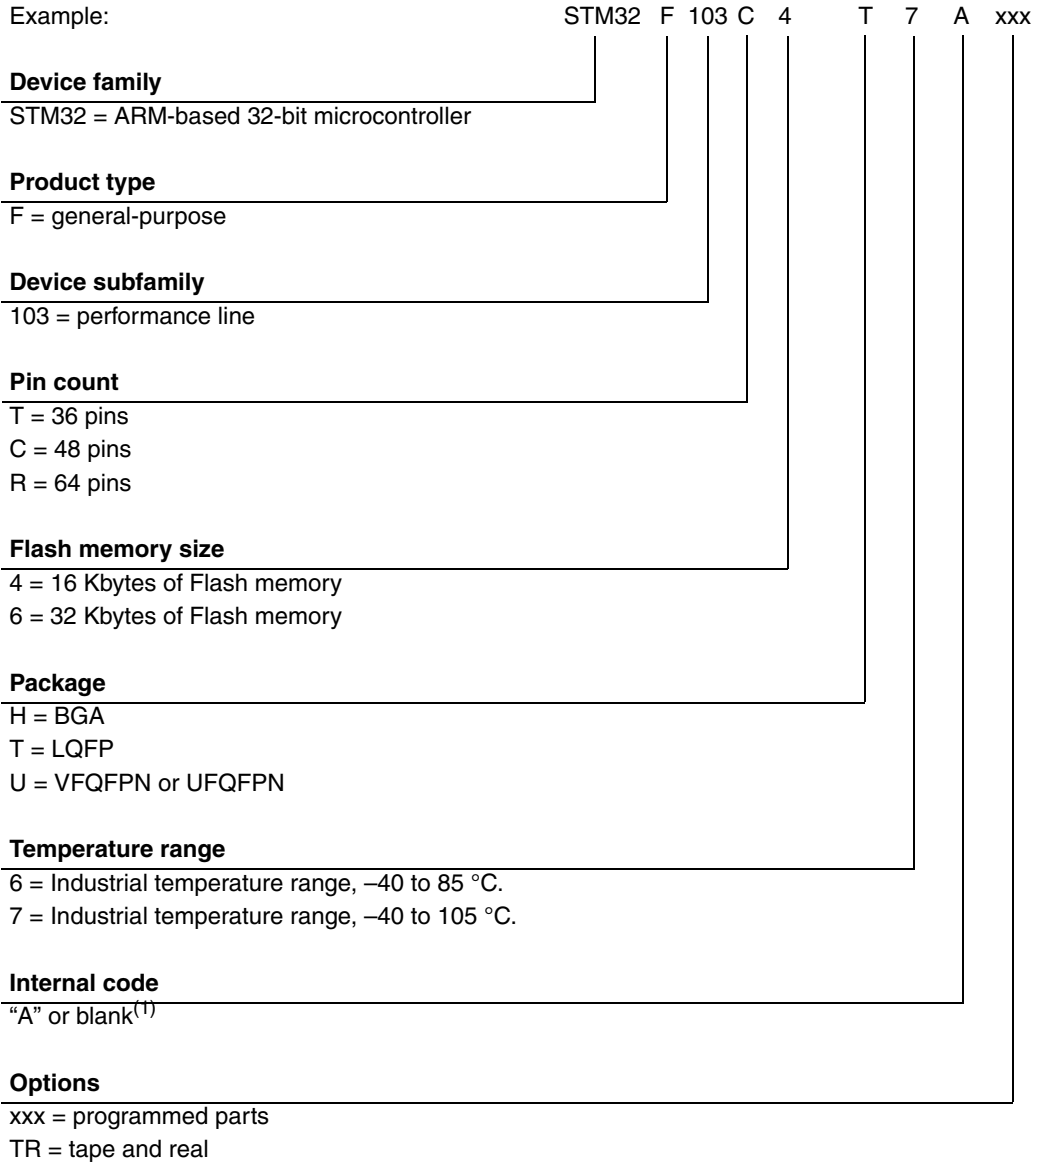 Example: STM32 F 103 C 4 T 7 A xxx
Device family
STM32 = ARM-based 32-bit microcontroller
Product type
F = general-purpose
Device subfamily
103 = performance line
Pin count
T = 36 pins
C = 48 pins
R = 64 pins
Flash memory size
4 = 16 Kbytes of Flash memory
6 = 32 Kbytes of Flash memory
Package
H = BGA
T = LQFP
U = VFQFPN or UFQFPN
Temperature range
6 = Industrial temperature range, –40 to 85 °C.
7 = Industrial temperature range, –40 to 105 °C.
Internal code
“A” or blank(1)
Options
xxx = programmed parts
TR = tape and real